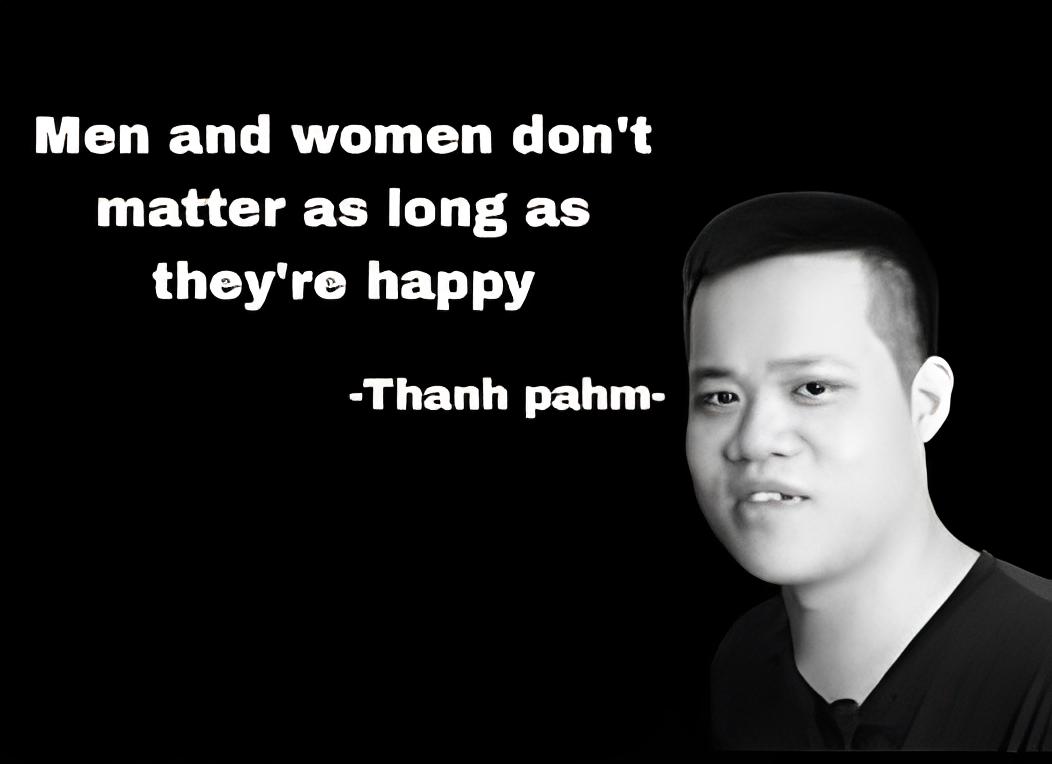 Men and women don't
matter as long as
they're happy
-Thanh pahm-